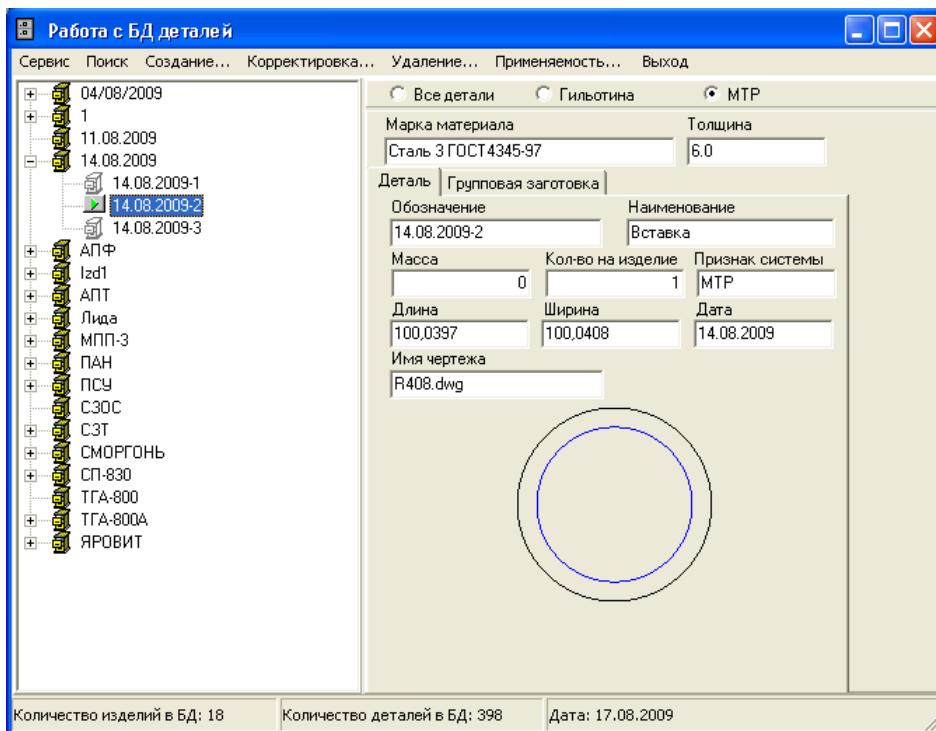 Работа с БД деталей
Сервис Поиск Создание... Корректировка... Удаление... Применяемость... Выход
04/08/2009
1
11.08.2009
14.08.2009
14.08.2009-1
14.08.2009-2
14.08.2009-3
АПФ
Izd1
АПТ
Лида
МПП-3
ПАН
ПСУ
СЗОС
СЗТ
СМОРГОНЬ
СП-830
ТГА-800
ТГА-800А
ЯРОВИТ
Все детали Гильотина МТР
Марка материала Толщина
Сталь 3 ГОСТ4345-97 6.0
Деталь Групповая заготовка
Обозначение Наименование
14.08.2009-2 Вставка
Масса Кол-во на изделие Признак системы
0 1 МТР
Длина Ширина Дата
100,0397 100,0408 14.08.2009
Имя чертежа
R408.dwg
Количество изделий в БД: 18 Количество деталей в БД: 398 Дата: 17.08.2009